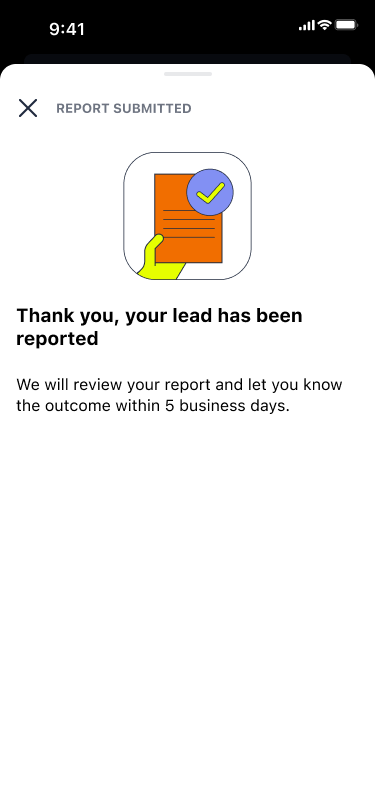 9:41
REPORT SUBMITTED
Thank you, your lead has been
reported
We will review your report and let you know
the outcome within 5 business days.